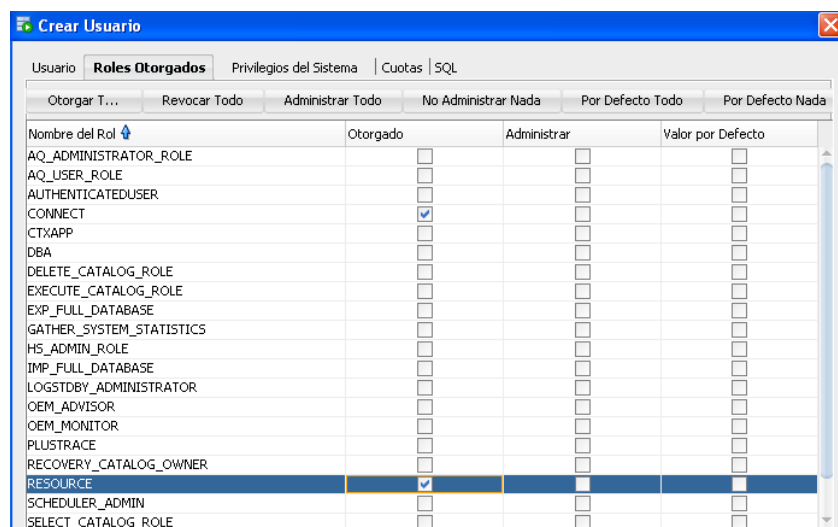 Crear Usuario
Usuario Roles Otorgados Privilegios del Sistema Cuotas SQL
Otorgar T... Revocar Todo Administrar Todo No Administrar Nada Por Defecto Todo Por Defecto Nada
Nombre del Rol Otorgado Administrar Valor por Defecto
AQ_ADMINISTRATOR_ROLE
AQ_USER_ROLE
AUTHENTICATEDUSER
CONNECT
CTXAPP
DBA
DELETE_CATALOG_ROLE
EXECUTE_CATALOG_ROLE
EXP_FULL_DATABASE
GATHER_SYSTEM_STATISTICS
HS_ADMIN_ROLE
IMP_FULL_DATABASE
LOGSTDBY_ADMINISTRATOR
OEM_ADVISOR
OEM_MONITOR
PLUSTRACE
RECOVERY_CATALOG_OWNER
RESOURCE
SCHEDULER_ADMIN
SELECT_CATALOG_ROLE